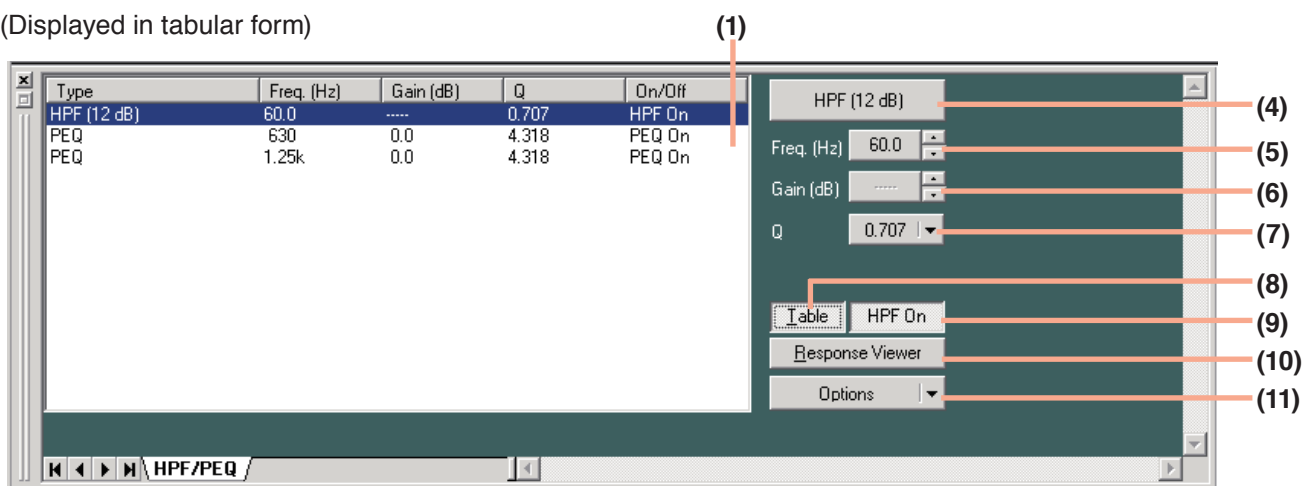 (Displayed in tabular form)
(1)
Type Freq. (Hz) Gain (dB) Q On/Off
HPF (12 dB) 60.0 ----- 0.707 HPF On
PEQ 630 0.0 4.318 PEQ On
PEQ 1.25k 0.0 4.318 PEQ On
HPF (12 dB) (4)
Freq. (Hz) 60.0 (5)
Gain (dB) ----- (6)
Q 0.707 (7)
(8)
Table HPF On (9)
Response Viewer (10)
Options (11)
HPF/PEQ